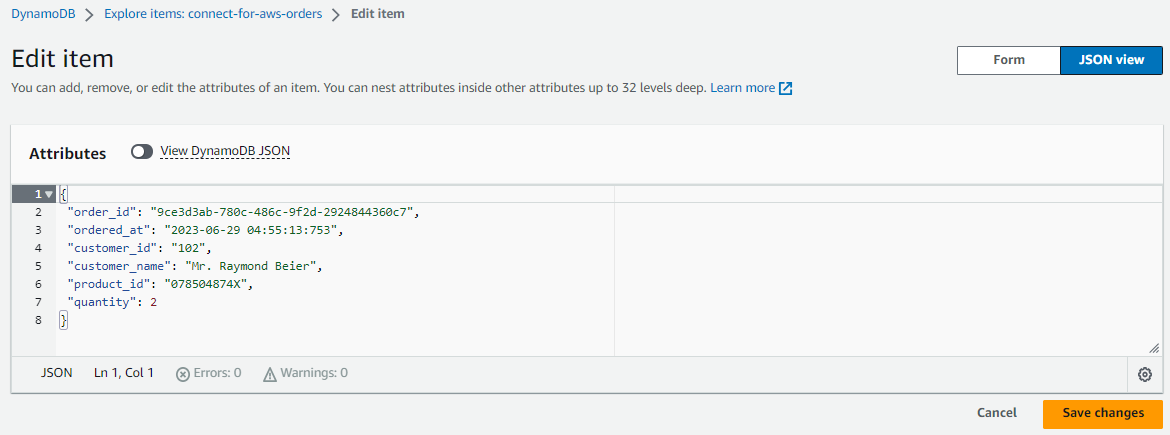 DynamoDB > Explore items: connect-for-aws-orders > Edit item
Edit item
Form
JSON view
You can add, remove, or edit the attributes of an item. You can nest attributes inside other attributes up to 32 levels deep. Learn more
Attributes
View DynamoDB JSON
1 {
2 "order_id": "9ce3d3ab-780c-486c-9f2d-2924844360c7",
3 "ordered_at": "2023-06-29 04:55:13:753",
4 "customer_id": "102",
5 "customer_name": "Mr. Raymond Beier",
6 "product_id": "078504874X",
7 "quantity": 2
8 }
JSON Ln 1, Col 1 Errors: 0 Warnings: 0
Cancel
Save changes